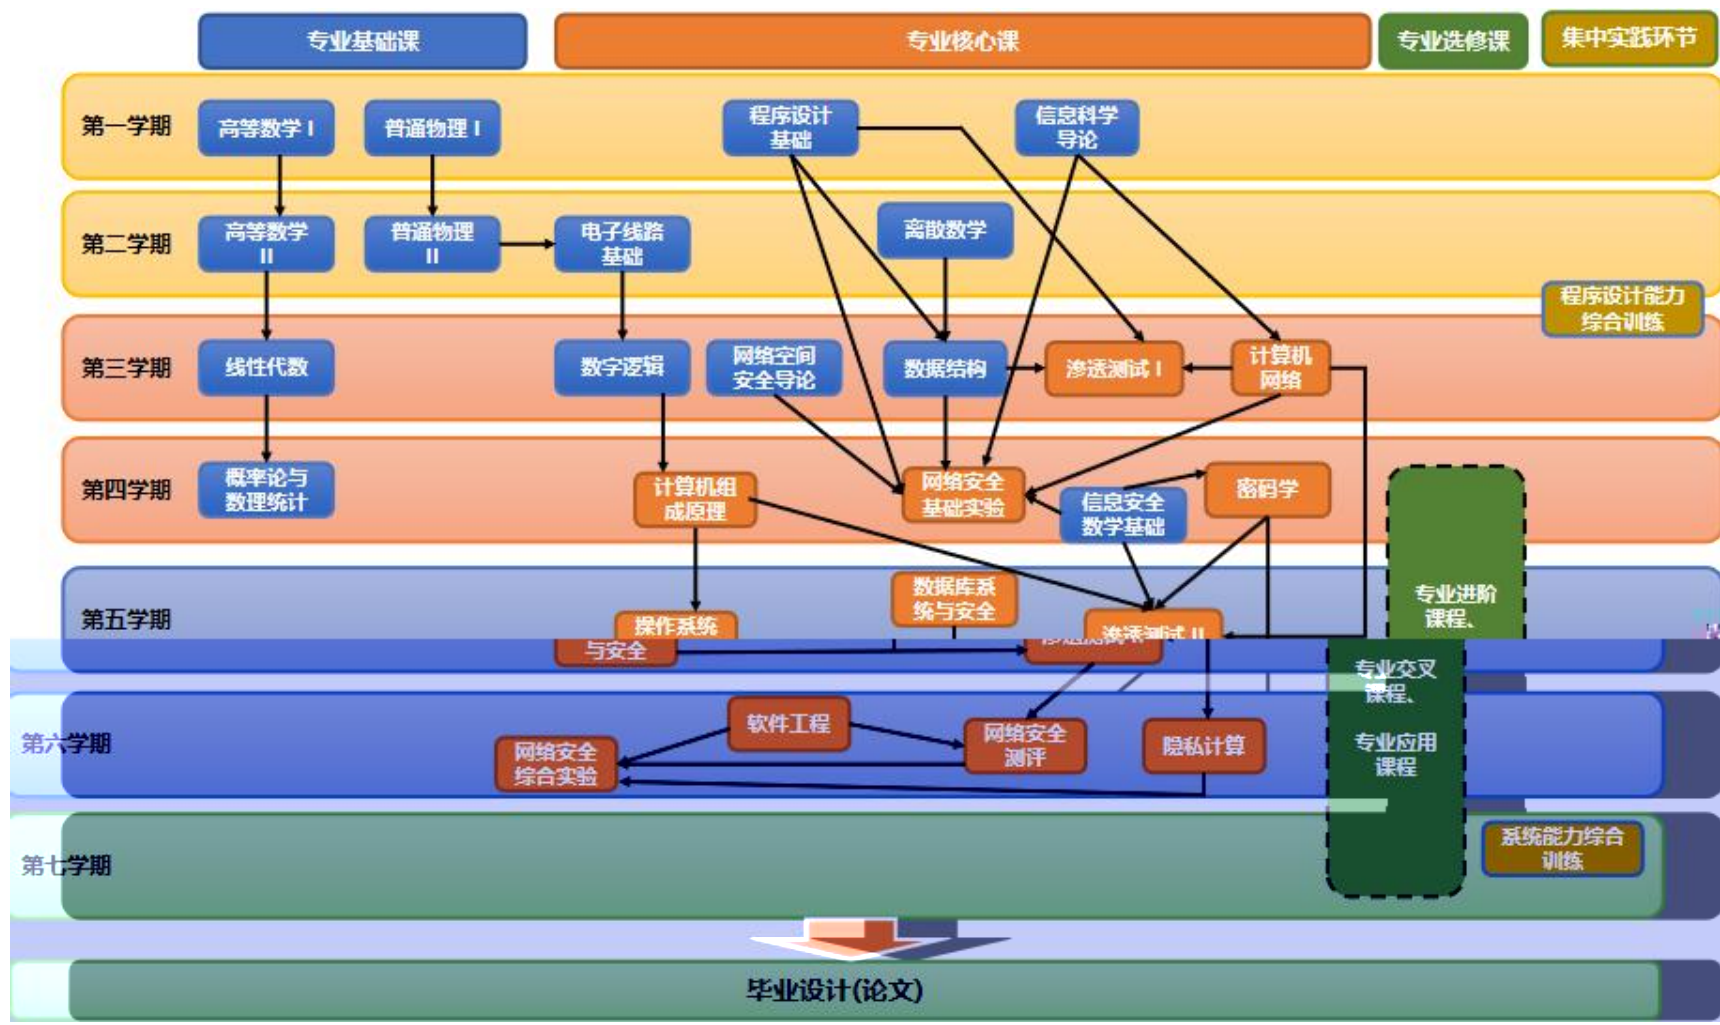 专业基础课
专业核心课
专业选修课
集中实践环节
第一学期
高等数学 I
普通物理 I
程序设计
基础
信息科学
导论
第二学期
高等数学
II
普通物理
II
电子线路
基础
离散数学
程序设计能力
综合训练
第三学期
线性代数
数字逻辑
网络空间
安全导论
数据结构
渗透测试 I
计算机
网络
第四学期
概率论与
数理统计
计算机组
成原理
网络安全
基础实验
信息安全
数学基础
密码学
第五学期
操作系统
与安全
数据库系
统与安全
渗透测试 II
专业进阶
课程、
专业交叉
课程、
专业应用
课程
第六学期
网络安全
综合实验
软件工程
网络安全
测评
隐私计算
第七学期
系统能力综合
训练
毕业设计(论文)